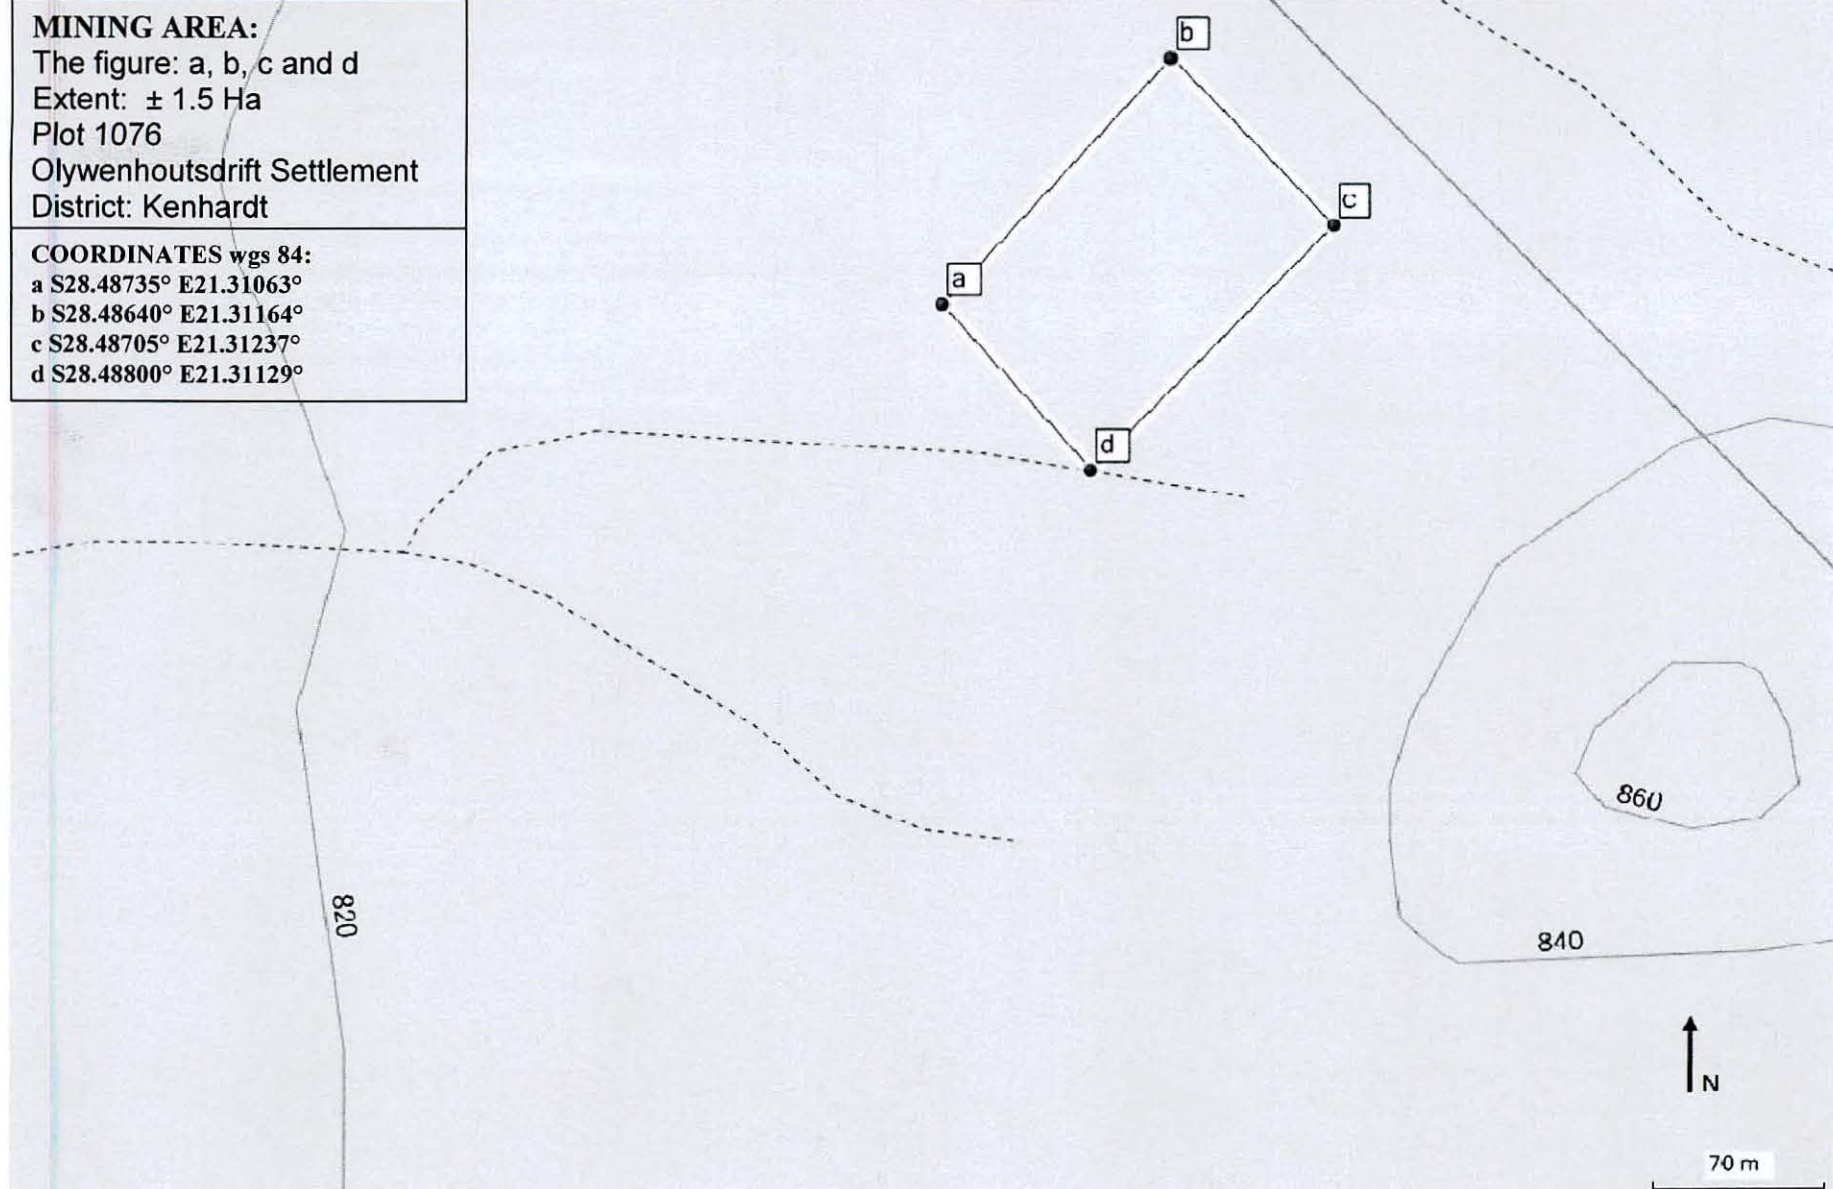 MINING AREA:
The figure: a, b, c and d
Extent: ± 1.5 Ha
Plot 1076
Olywenhoutsdrift Settlement
District: Kenhardt
COORDINATES wgs 84:
a S28.48735° E21.31063°
b S28.48640° E21.31164°
c S28.48705° E21.31237°
d S28.48800° E21.31129°
b
c
a
d
860
820
840
N
70 m